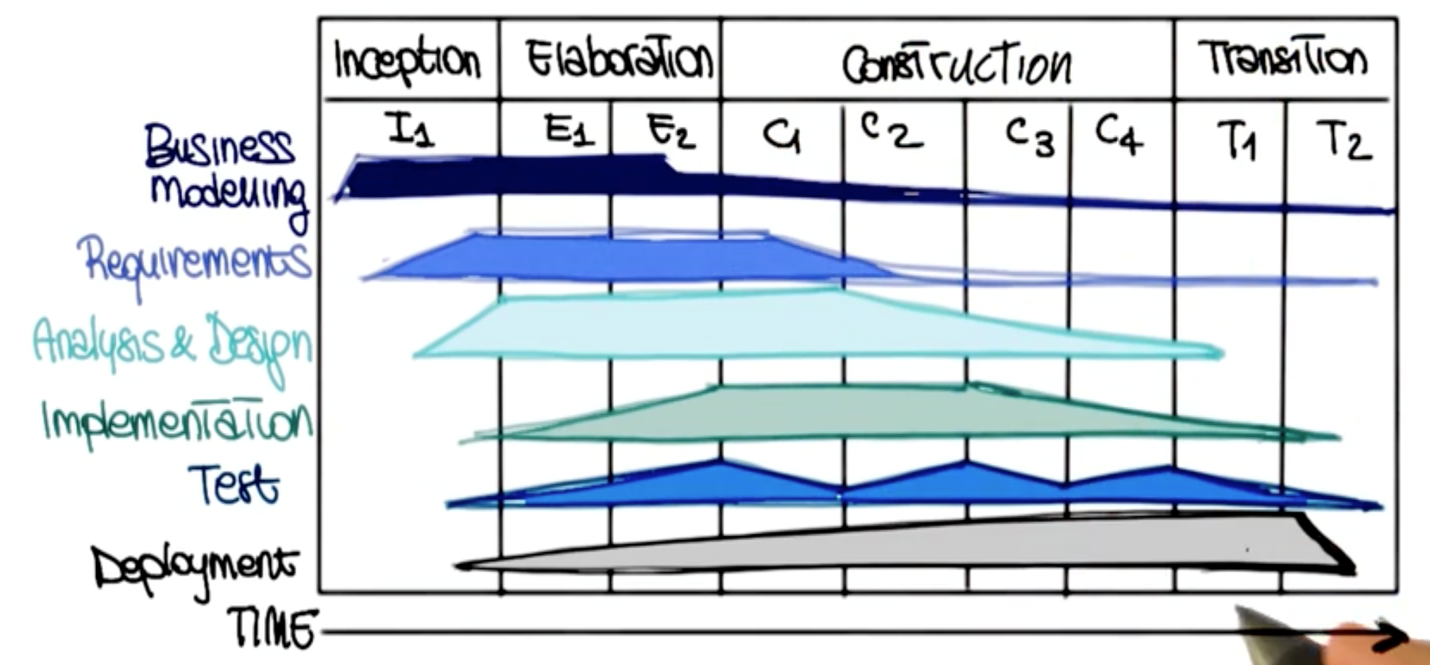 Inception Elaboration Construction Transition
I1 E1 E2 C1 C2 C3 C4 T1 T2
Business
Modelling
Requirements
Analysis & Design
Implementation
Test
Deployment
TIME